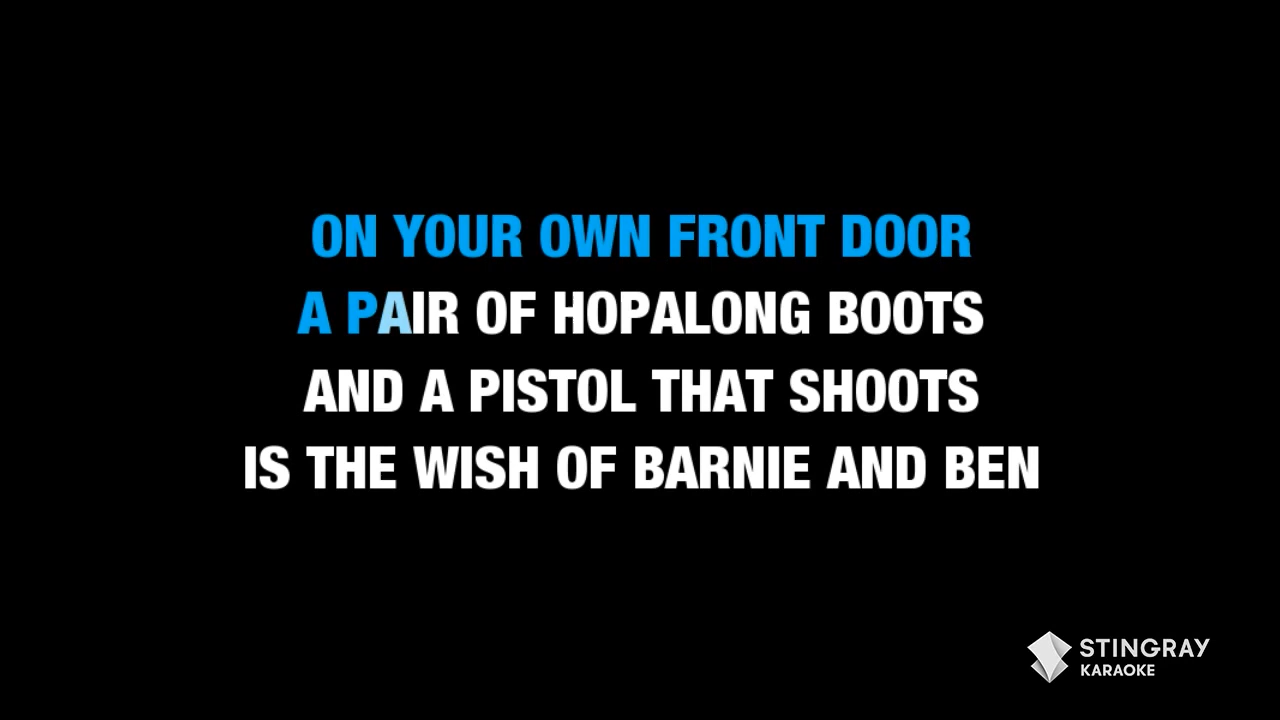 ON YOUR OWN FRONT DOOR
A PAIR OF HOPALONG BOOTS
AND A PISTOL THAT SHOOTS
IS THE WISH OF BARNIE AND BEN
STINGRAY
KARAOKE